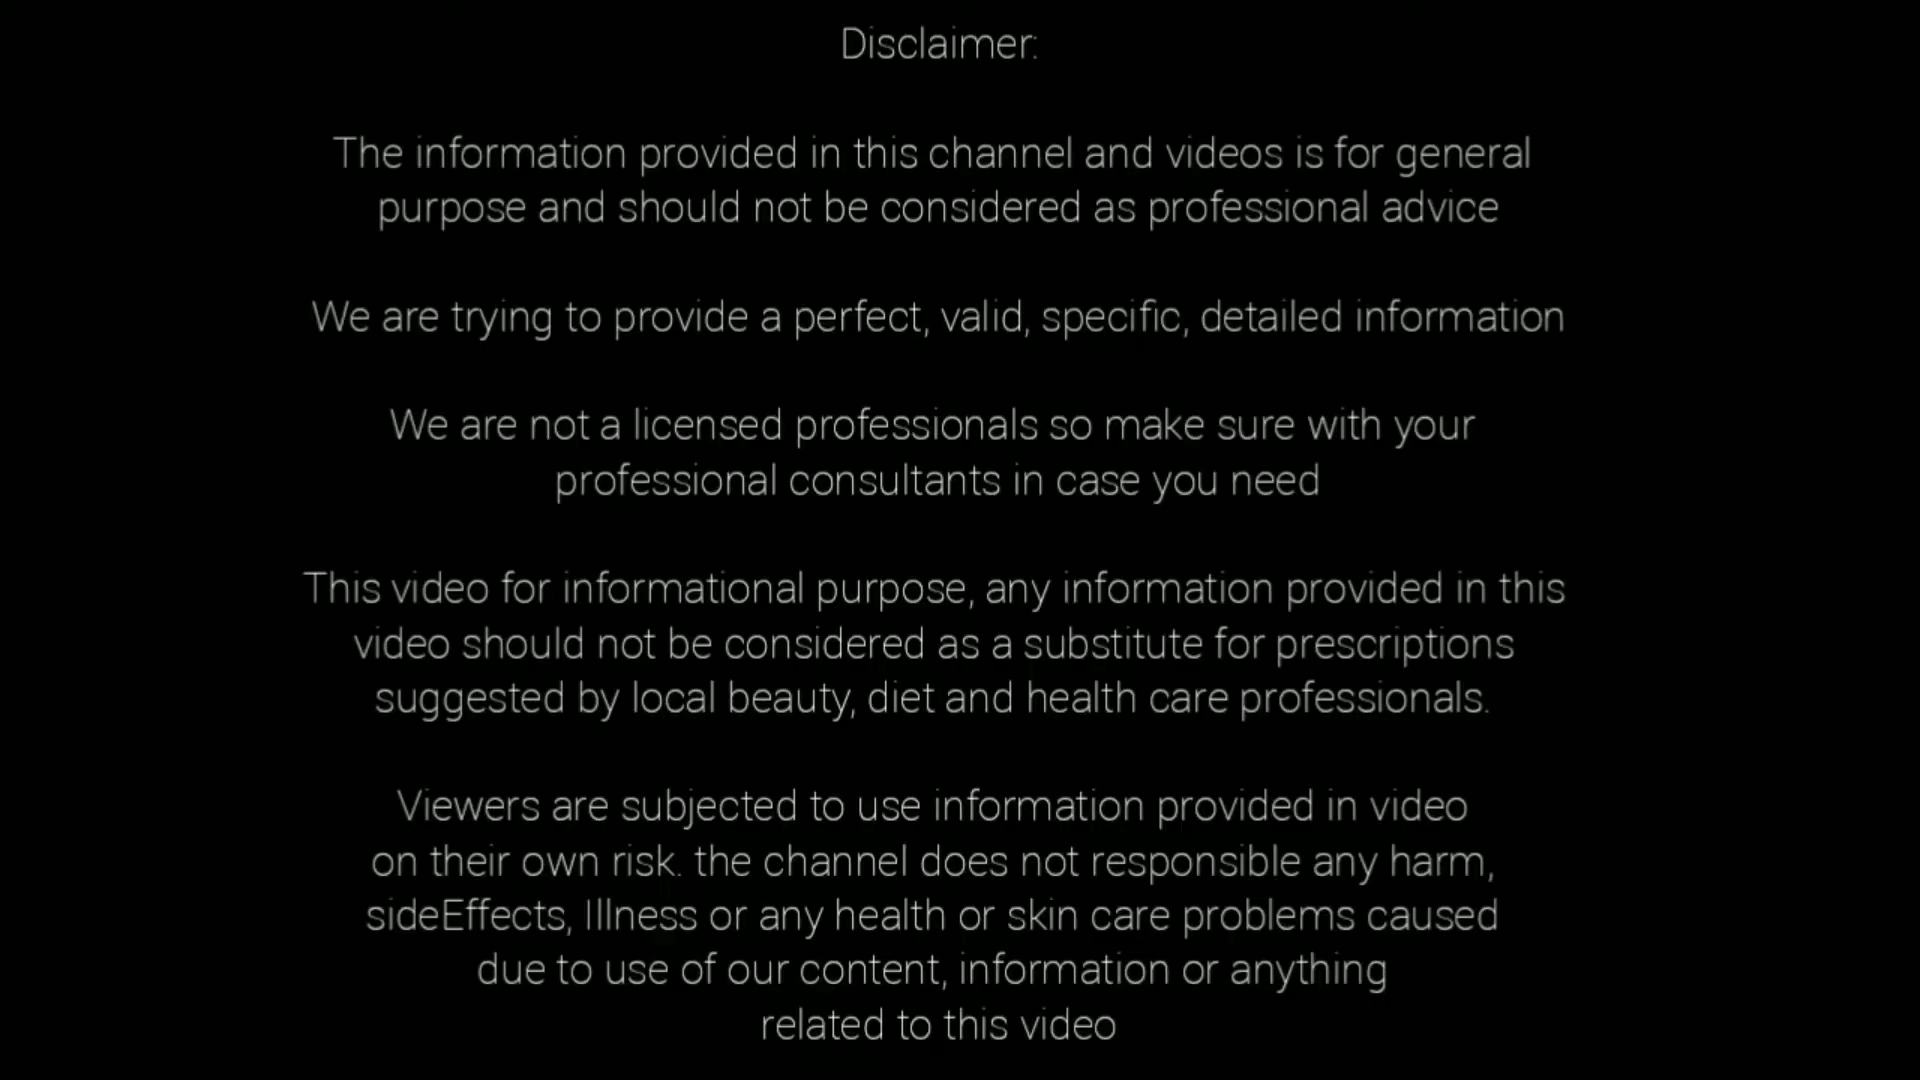 Disclaimer:
The information provided in this channel and videos is for general
purpose and should not be considered as professional advice
We are trying to provide a perfect, valid, specific, detailed information
We are not a licensed professionals so make sure with your
professional consultants in case you need
This video for informational purpose, any information provided in this
video should not be considered as a substitute for prescriptions
suggested by local beauty, diet and health care professionals.
Viewers are subjected to use information provided in video
on their own risk. the channel does not responsible any harm,
sideEffects, Illness or any health or skin care problems caused
due to use of our content, information or anything
related to this video